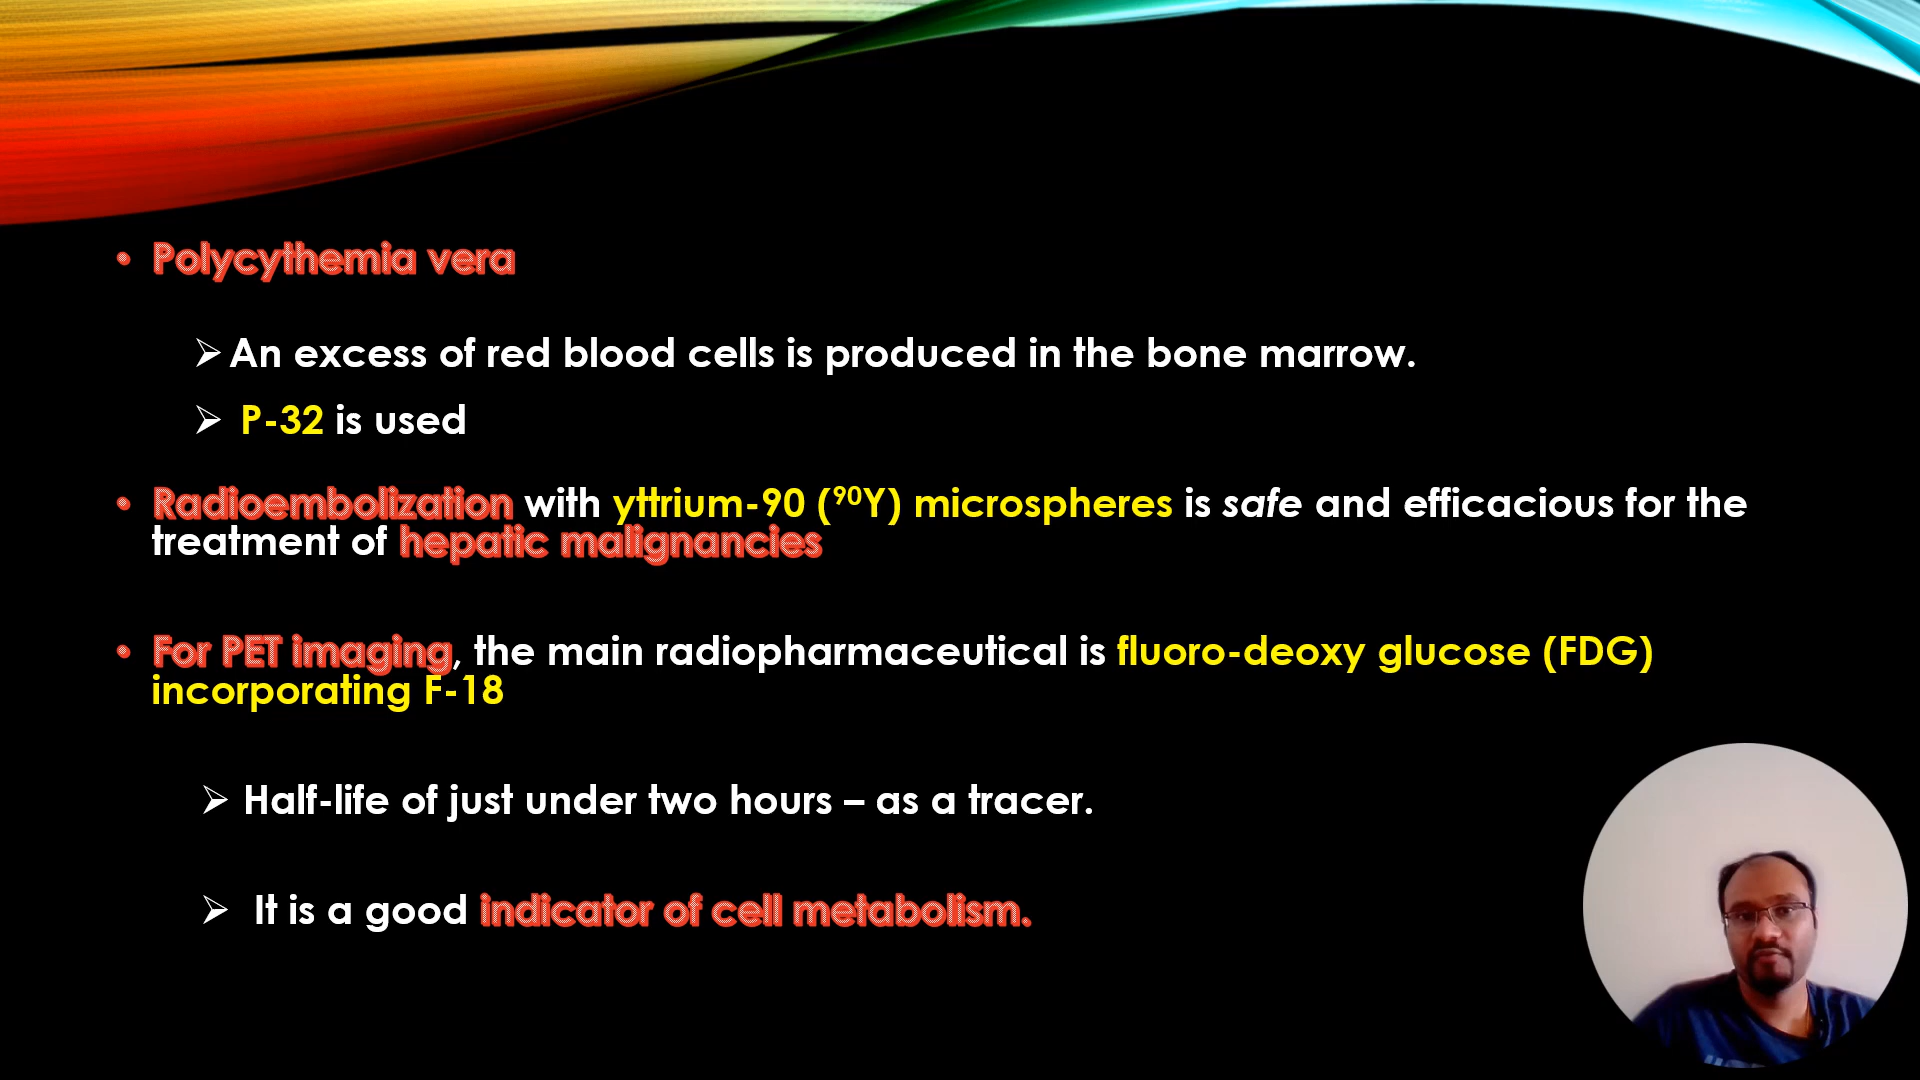 • Polycythemia vera
➢ An excess of red blood cells is produced in the bone marrow.
➢ P-32 is used
• Radioembolization with yttrium-90 (⁹⁰Y) microspheres is safe and efficacious for the
treatment of hepatic malignancies
• For PET imaging, the main radiopharmaceutical is fluoro-deoxy glucose (FDG)
incorporating F-18
➢ Half-life of just under two hours – as a tracer.
➢ It is a good indicator of cell metabolism.